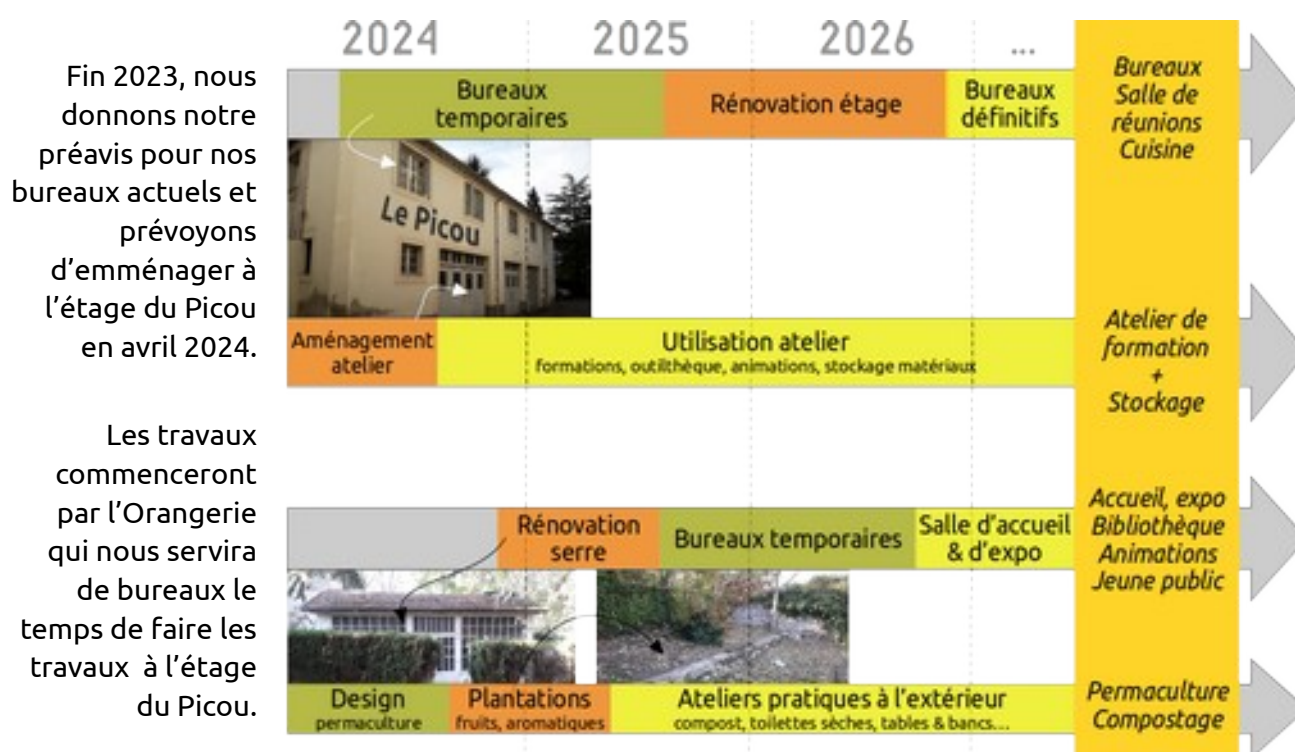 Fin 2023, nous
donnons notre
préavis pour nos
bureaux actuels et
prévoyons
d'emménager à
l'étage du Picou
en avril 2024.
Les travaux
commenceront
par l'Orangerie
qui nous servira
de bureaux le
temps de faire les
travaux à l'étage
du Picou.
2024 2025 2026 ...
Bureaux
temporaires
Rénovation étage
Bureaux
définitifs
Bureaux
Salle de
réunions
Cuisine
Le Picou
Aménagement
atelier
Utilisation atelier
formations, outilthèque, animations, stockage matériaux
Atelier de
formation
+
Stockage
Rénovation
serre
Bureaux temporaires
Salle d'accueil
& d'expo
Accueil, expo
Bibliothèque
Animations
Jeune public
Design
permaculture
Plantations
fruits, aromatiques
Ateliers pratiques à l'extérieur
compost, toilettes sèches, tables & bancs...
Permaculture
Compostage